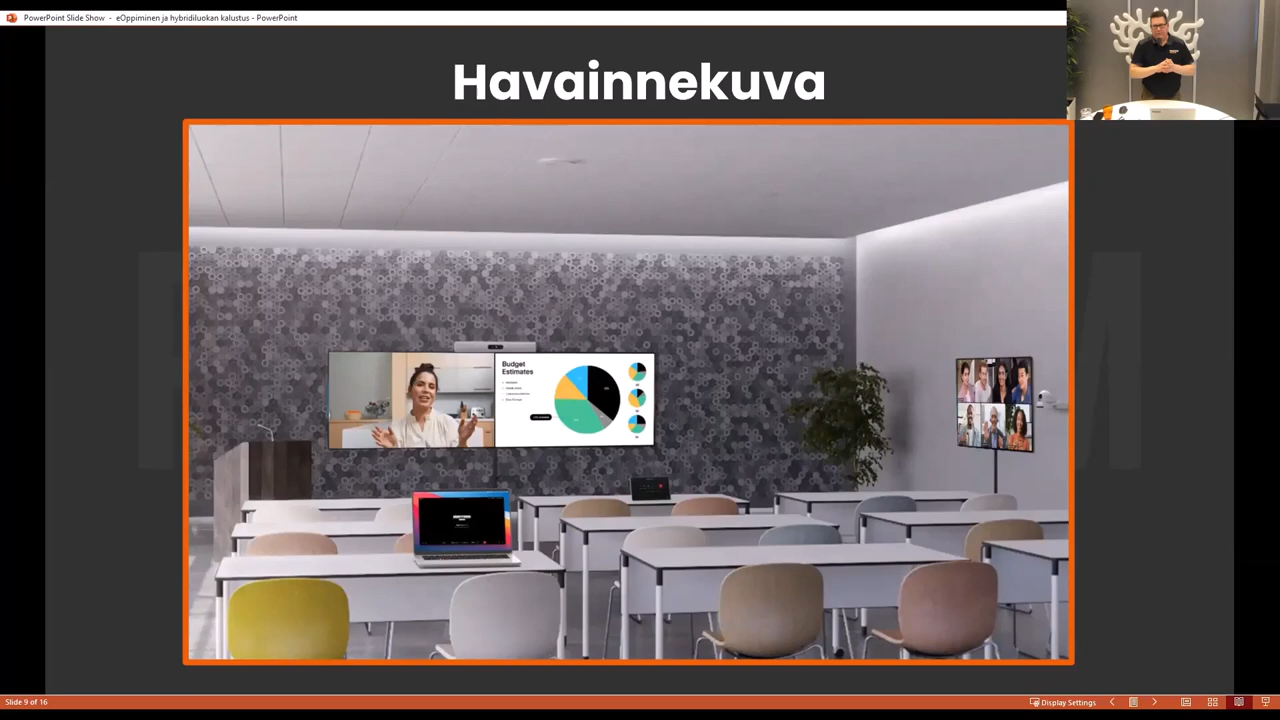 PowerPoint Slide Show - eOppiminen ja hybridiluokan kalustus - PowerPoint
Havainnekuva
Budget
Estimates
Slide 9 of 16
Display Settings